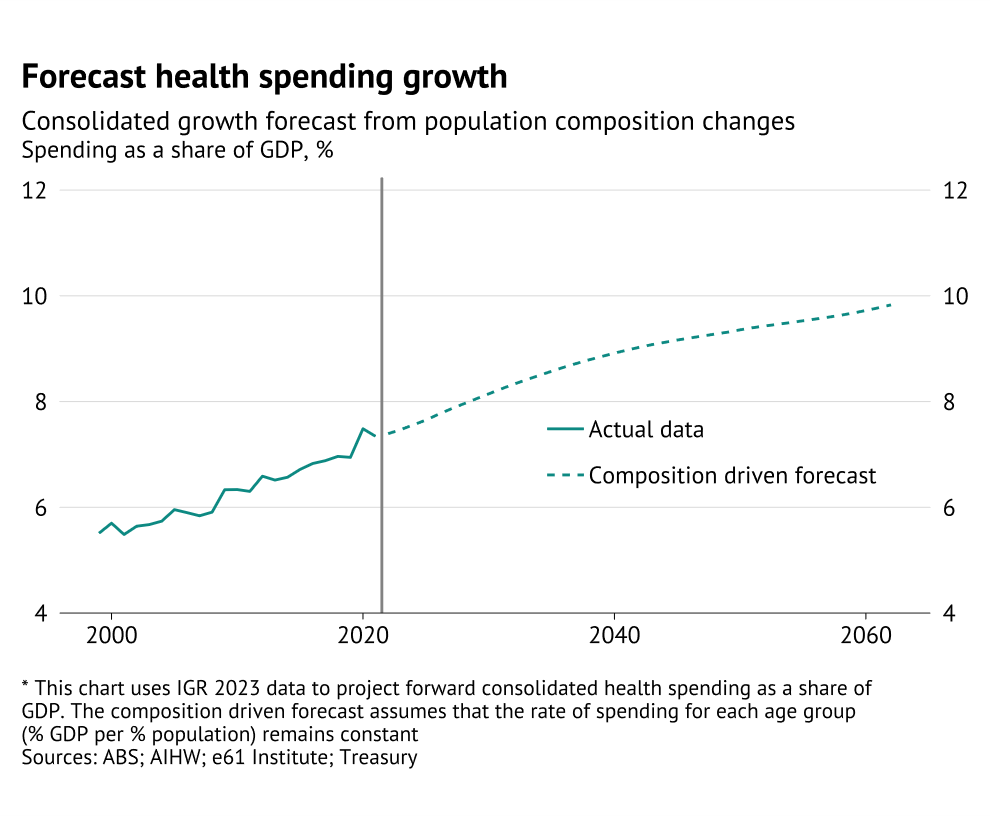 Forecast health spending growth
Consolidated growth forecast from population composition changes
Spending as a share of GDP, %
12 12
10 10
8 8
Actual data
Composition driven forecast
6 6
4 4
2000 2020 2040 2060
* This chart uses IGR 2023 data to project forward consolidated health spending as a share of
GDP. The composition driven forecast assumes that the rate of spending for each age group
(% GDP per % population) remains constant
Sources: ABS; AIHW; e61 Institute; Treasury